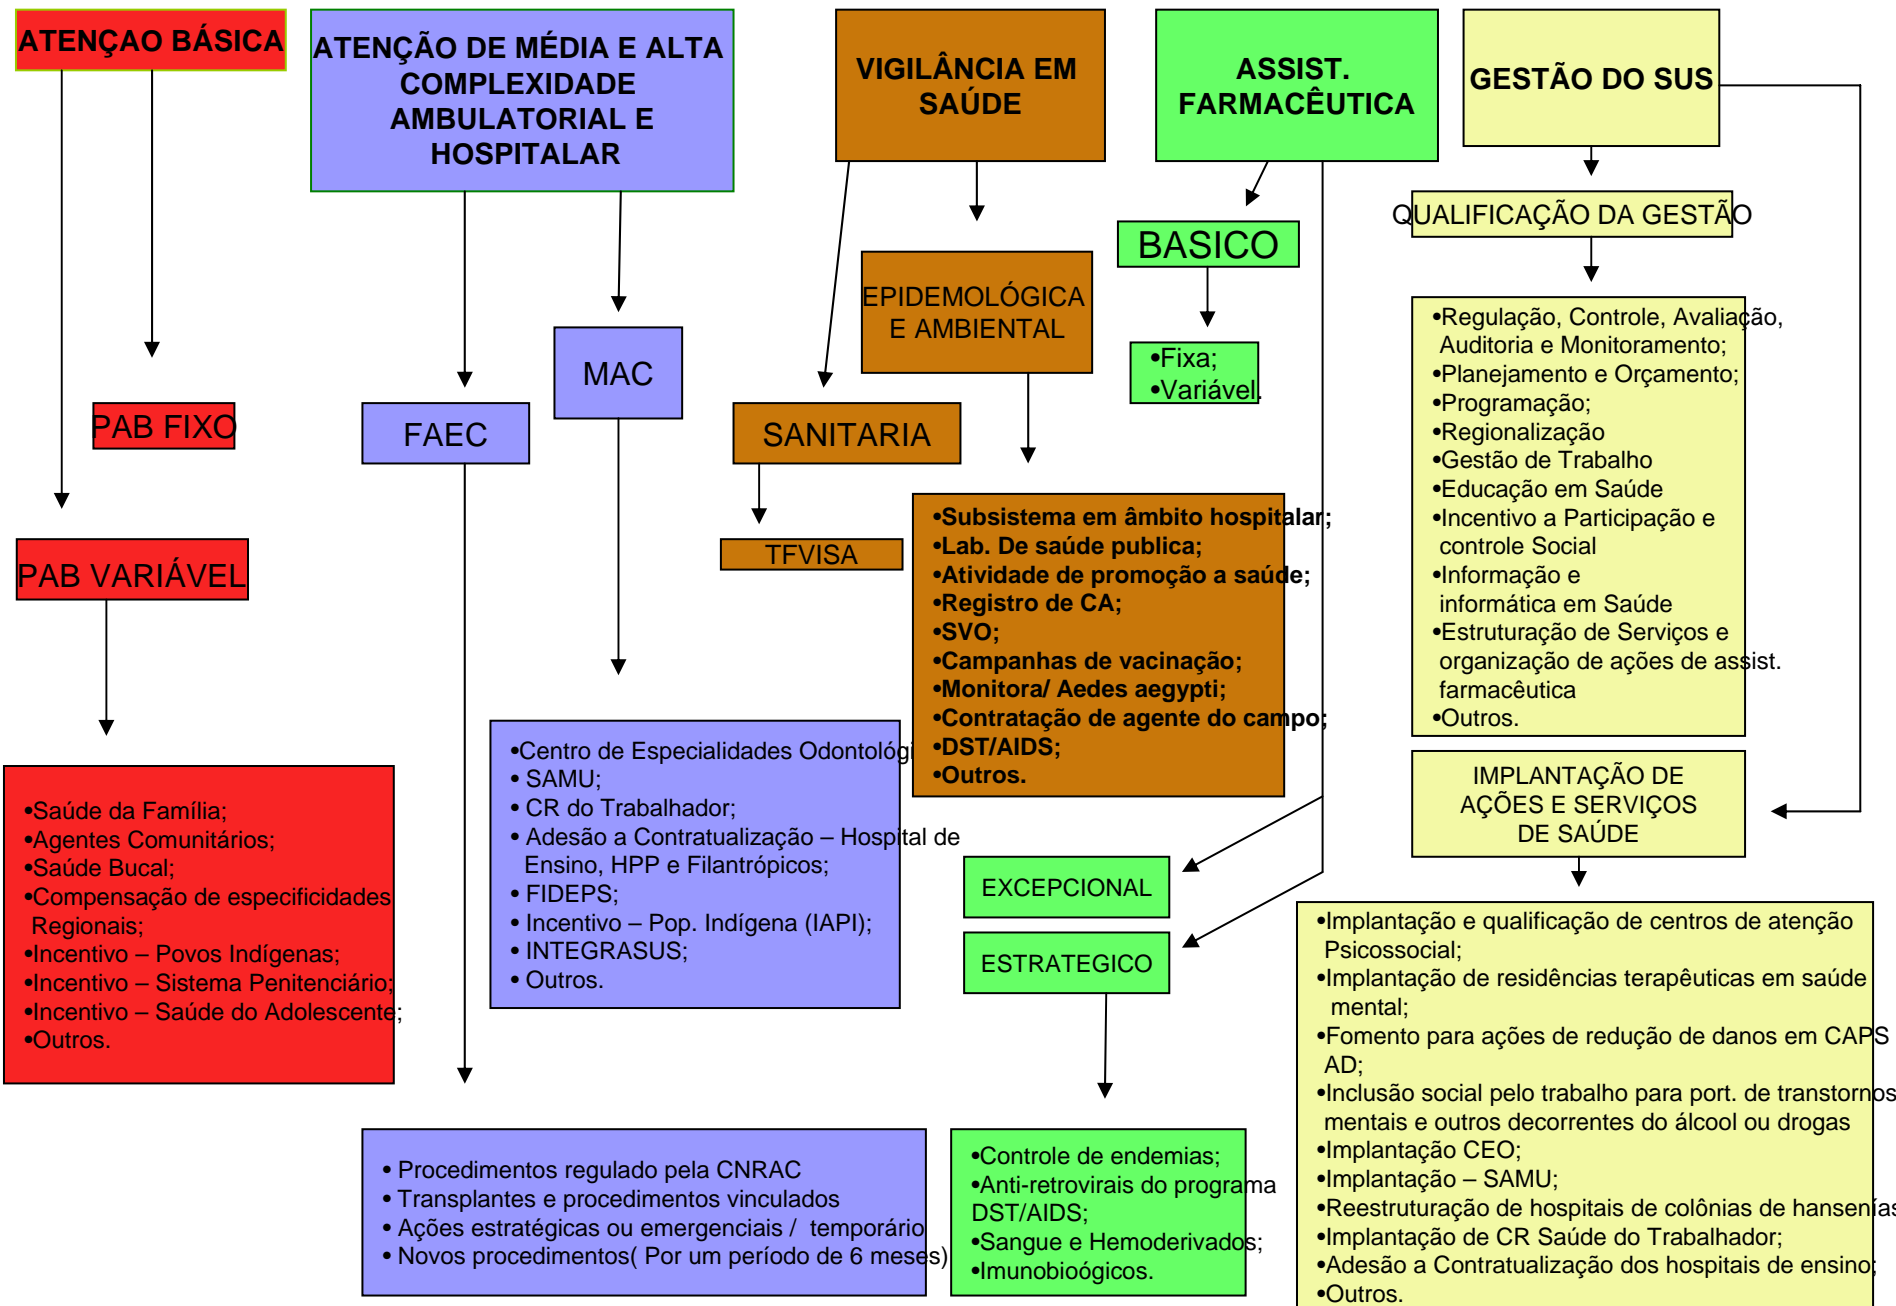 ATENÇAO BÁSICA
PAB FIXO
PAB VARIÁVEL
•Saúde da Família;
•Agentes Comunitários;
•Saúde Bucal;
•Compensação de especificidades
Regionais;
•Incentivo – Povos Indígenas;
•Incentivo – Sistema Penitenciário;
•Incentivo – Saúde do Adolescente;
•Outros.
ATENÇÃO DE MÉDIA E ALTA
COMPLEXIDADE
AMBULATORIAL E
HOSPITALAR
MAC
FAEC
•Centro de Especialidades Odontológi
• SAMU;
• CR do Trabalhador;
• Adesão a Contratualização – Hospital de
Ensino, HPP e Filantrópicos;
• FIDEPS;
• Incentivo – Pop. Indígena (IAPI);
• INTEGRASUS;
• Outros.
• Procedimentos regulado pela CNRAC
• Transplantes e procedimentos vinculados
• Ações estratégicas ou emergenciais / temporário
• Novos procedimentos( Por um período de 6 meses)
VIGILÂNCIA EM
SAÚDE
EPIDEMOLÓGICA
E AMBIENTAL
SANITARIA
TFVISA
•Subsistema em âmbito hospitalar;
•Lab. De saúde publica;
•Atividade de promoção a saúde;
•Registro de CA;
•SVO;
•Campanhas de vacinação;
•Monitora/ Aedes aegypti;
•Contratação de agente do campo;
•DST/AIDS;
•Outros.
ASSIST.
FARMACÊUTICA
BASICO
•Fixa;
•Variável.
EXCEPCIONAL
ESTRATEGICO
•Controle de endemias;
•Anti-retrovirais do programa
DST/AIDS;
•Sangue e Hemoderivados;
•Imunobioógicos.
GESTÃO DO SUS
QUALIFICAÇÃO DA GESTÃO
•Regulação, Controle, Avaliação,
Auditoria e Monitoramento;
•Planejamento e Orçamento;
•Programação;
•Regionalização
•Gestão de Trabalho
•Educação em Saúde
•Incentivo a Participação e
controle Social
•Informação e
informática em Saúde
•Estruturação de Serviços e
organização de ações de assist.
farmacêutica
•Outros.
IMPLANTAÇÃO DE
AÇÕES E SERVIÇOS
DE SAÚDE
•Implantação e qualificação de centros de atenção
Psicossocial;
•Implantação de residências terapêuticas em saúde
mental;
•Fomento para ações de redução de danos em CAPS
AD;
•Inclusão social pelo trabalho para port. de transtornos
mentais e outros decorrentes do álcool ou drogas
•Implantação CEO;
•Implantação – SAMU;
•Reestruturação de hospitais de colônias de hansenías
•Implantação de CR Saúde do Trabalhador;
•Adesão a Contratualização dos hospitais de ensino;
•Outros.